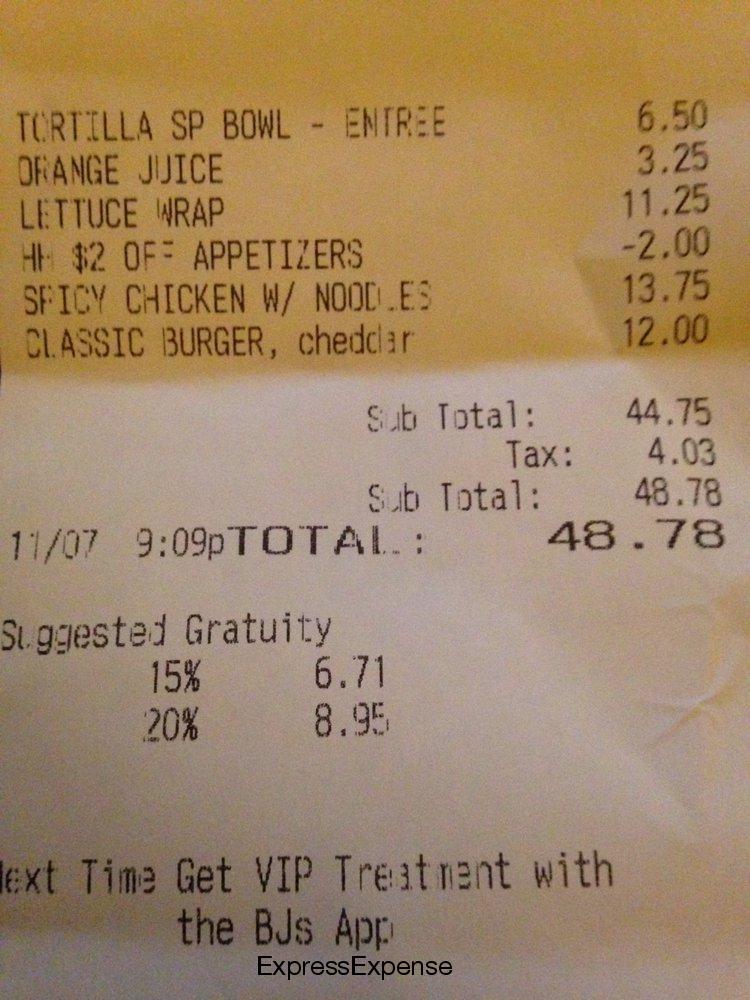 TORTILLA SP BOWL - ENTREE 6.50
ORANGE JUICE 3.25
LETTUCE WRAP 11.25
HH $2 OFF APPETIZERS -2.00
SPICY CHICKEN W/ NOODLES 13.75
CLASSIC BURGER, cheddar 12.00
Sub Total: 44.75
Tax: 4.03
Sub Total: 48.78
11/07 9:09pTOTAL: 48.78
Suggested Gratuity
15% 6.71
20% 8.95
Next Time Get VIP Treatment with
the BJs App
ExpressExpense